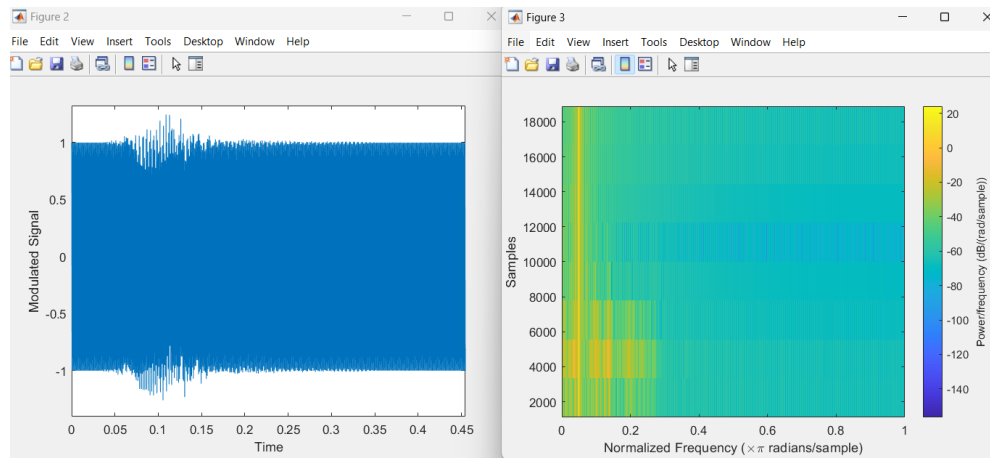 Figure 2
File Edit View Insert Tools Desktop Window Help
Modulated Signal
1
0.5
0
-0.5
-1
0 0.05 0.1 0.15 0.2 0.25 0.3 0.35 0.4 0.45
Time
Figure 3
File Edit View Insert Tools Desktop Window Help
Samples
18000
16000
14000
12000
10000
8000
6000
4000
2000
0 0.2 0.4 0.6 0.8 1
Normalized Frequency (×π radians/sample)
20
0
-20
-40
-60
-80
-100
-120
-140
Power/frequency (dB/(rad/sample))